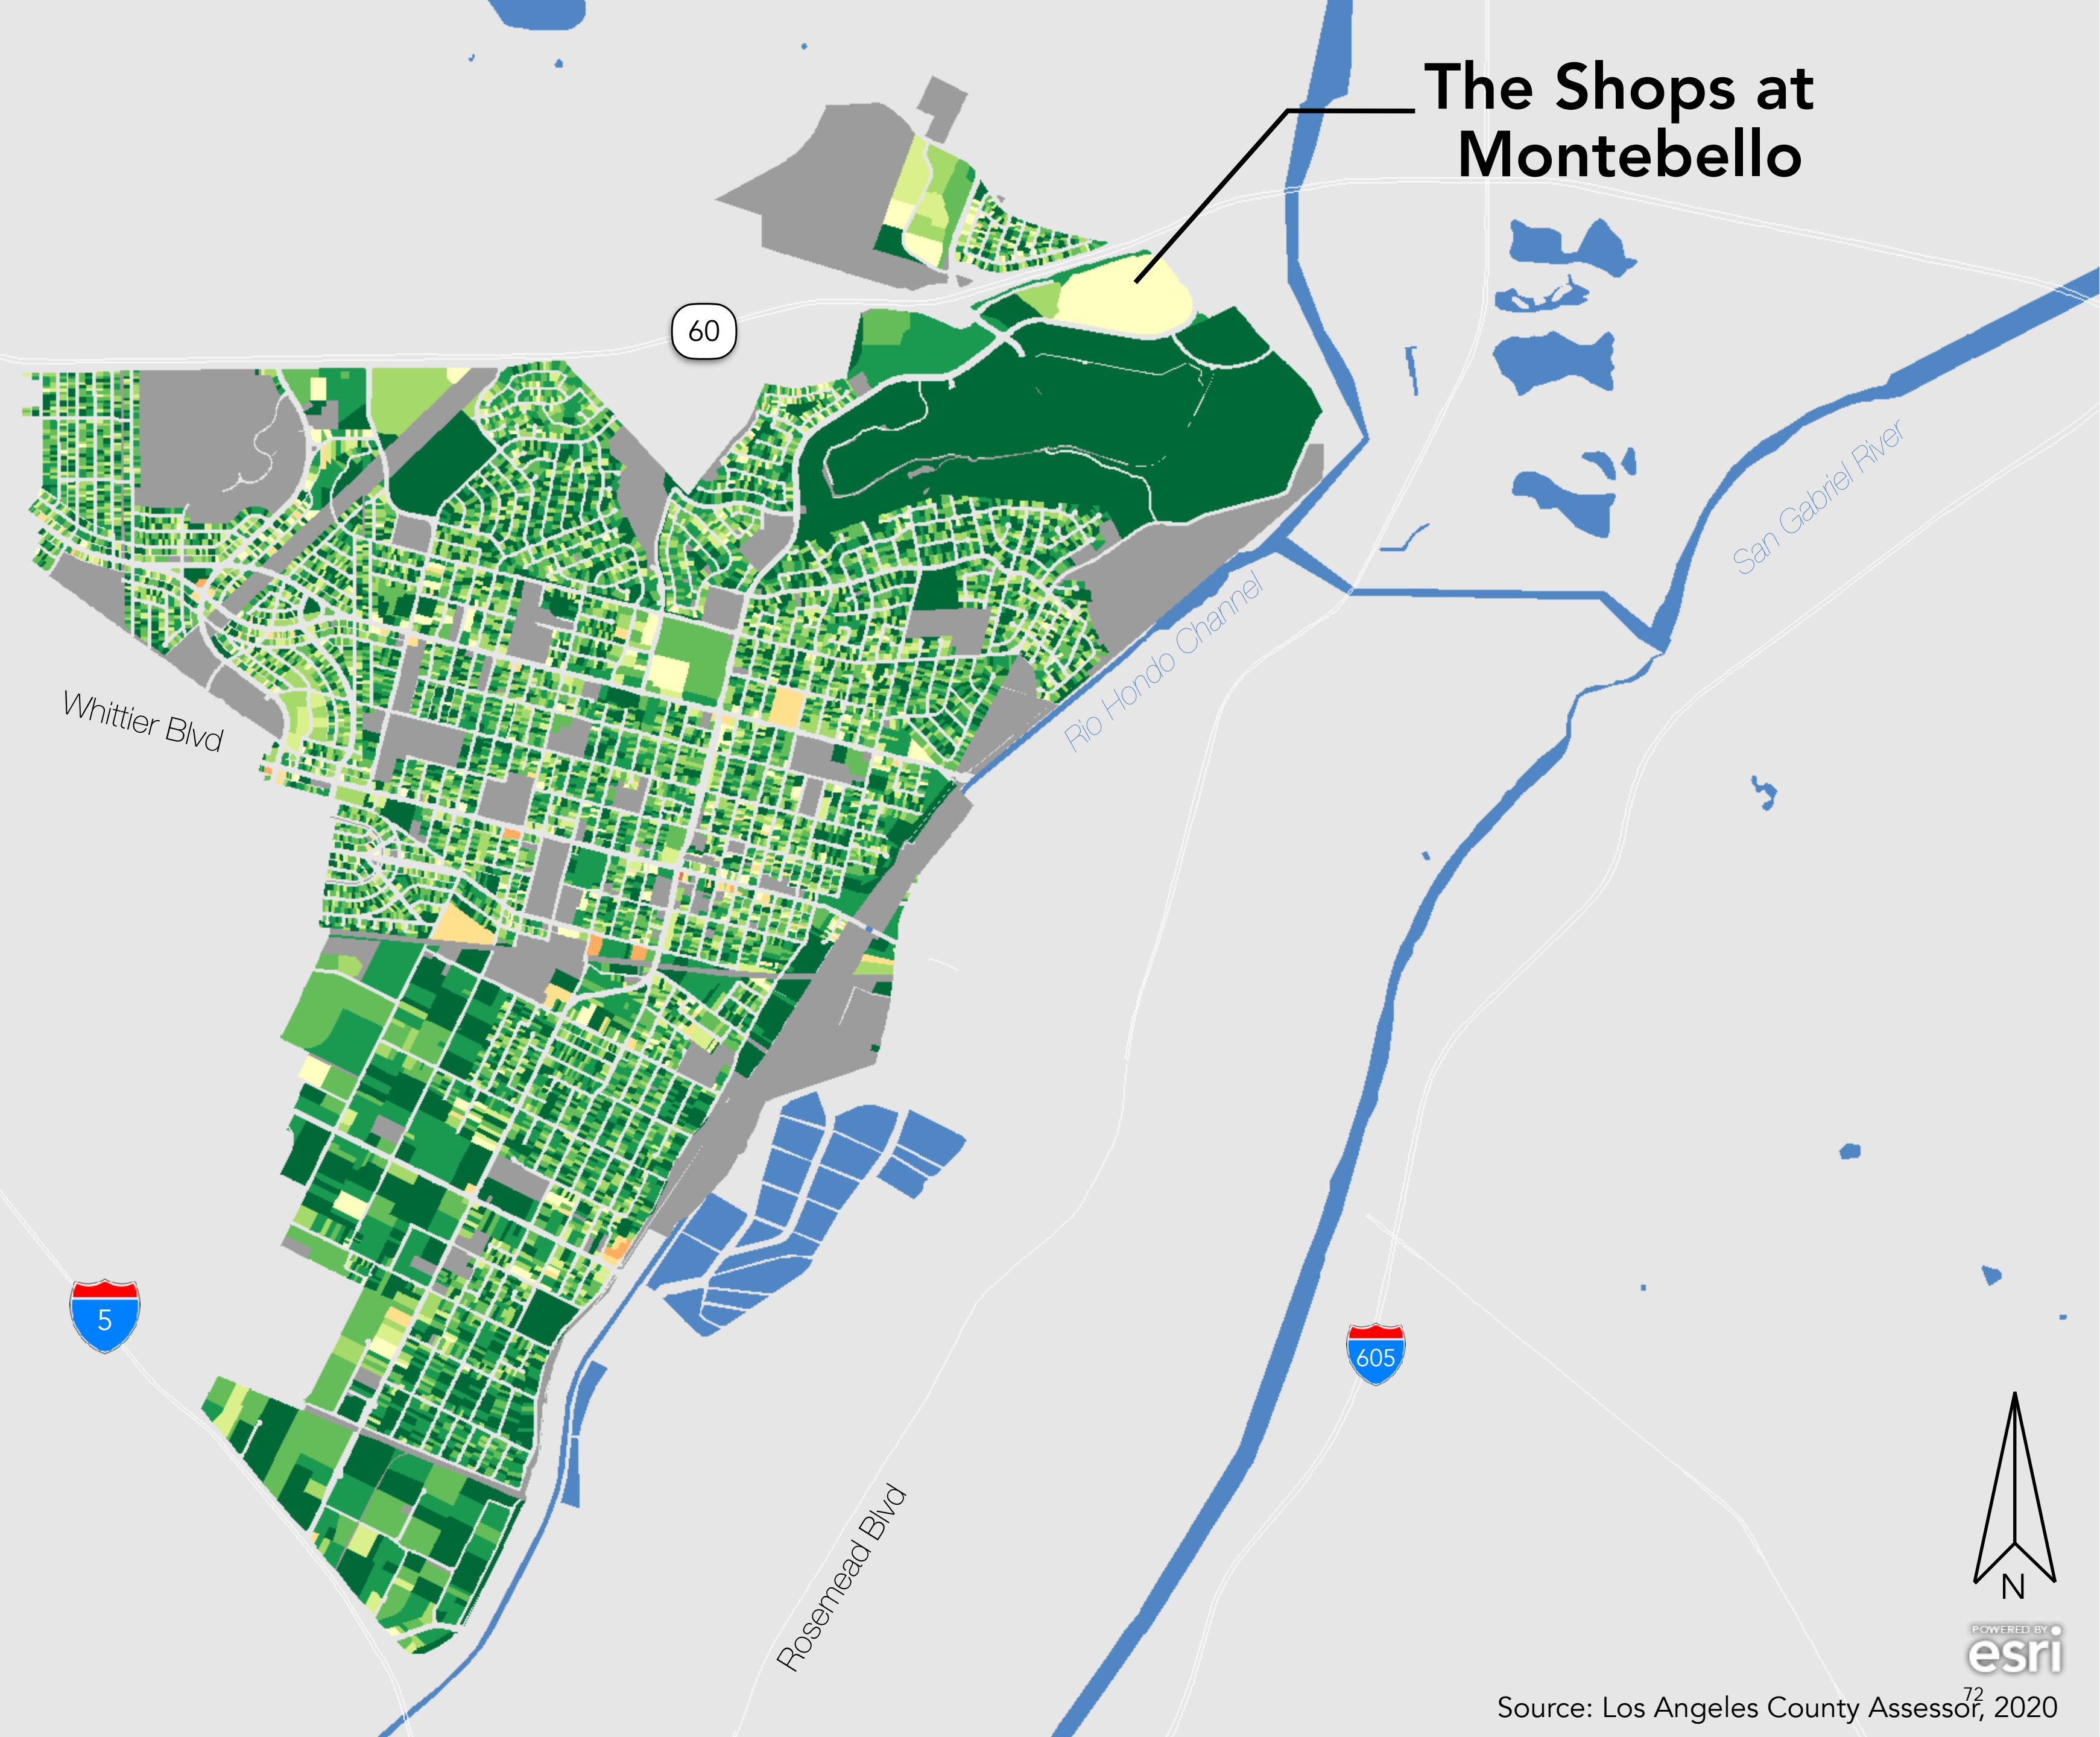 The Shops at
Montebello
60
San Gabriel River
Rio Hondo Channel
Whittier Blvd
5
605
Rosemead Blvd
N
POWERED BY
esri
72
Source: Los Angeles County Assessor, 2020